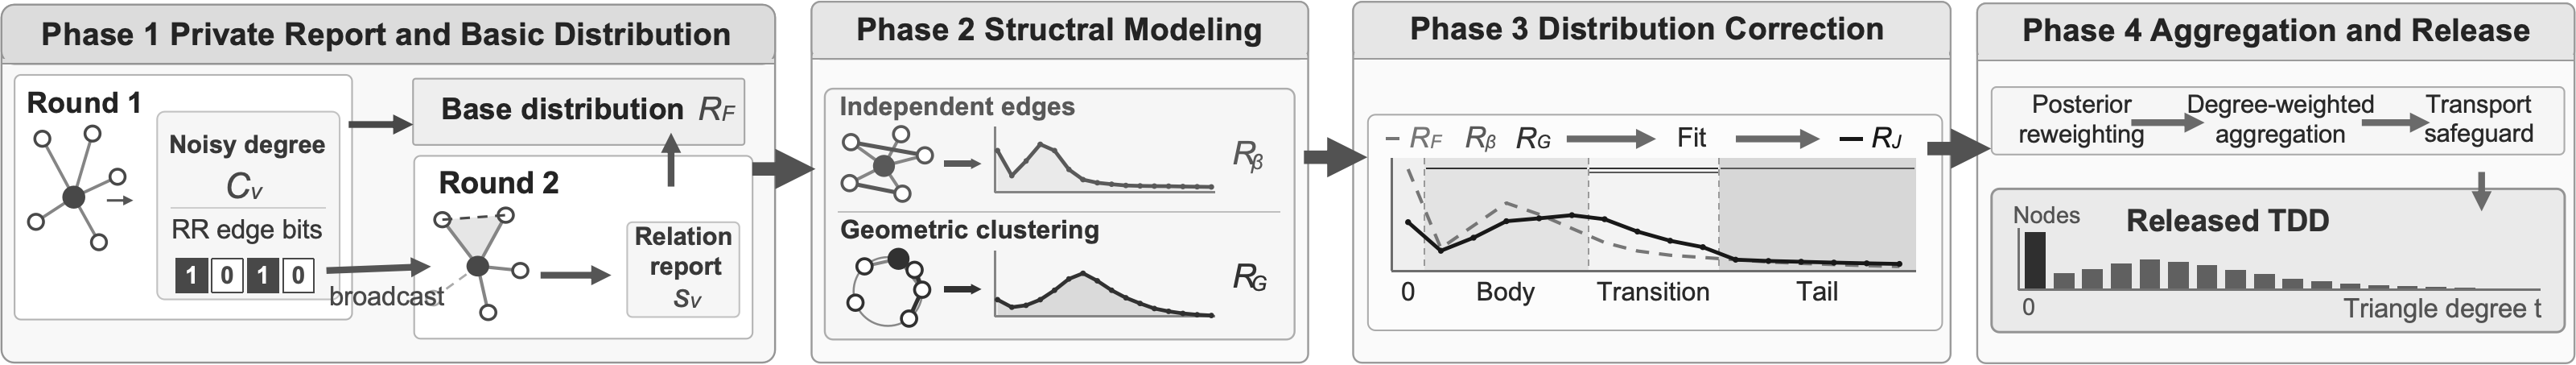 Phase 1 Private Report and Basic Distribution
Round 1
Noisy degree
Cv
RR edge bits
1 0 1 0
broadcast
Base distribution RF
Round 2
Relation
report
sv
Phase 2 Structral Modeling
Independent edges
Rβ
Geometric clustering
RG
Phase 3 Distribution Correction
RF Rβ RG Fit RJ
0 Body Transition Tail
Phase 4 Aggregation and Release
Posterior
reweighting
Degree-weighted
aggregation
Transport
safeguard
Nodes
Released TDD
0
Triangle degree t